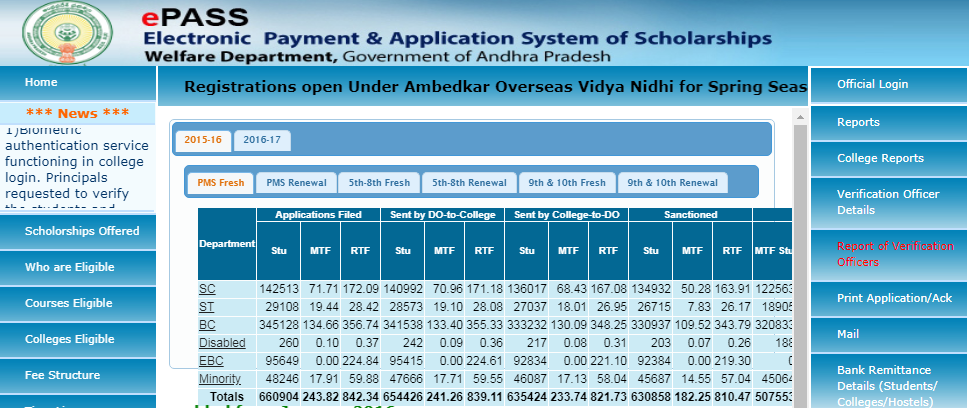 ePASS
Electronic Payment & Application System of Scholarships
Welfare Department, Government of Andhra Pradesh
Home
*** News ***
1)Biometric
authentication service
functioning in college
login. Principals
requested to verify
the students and
Scholorships Offered
Who are Eligible
Courses Eligible
Colleges Eligible
Fee Structure
Registrations open Under Ambedkar Overseas Vidya Nidhi for Spring Seas
2015-16 2016-17
PMS Fresh PMS Renewal 5th-8th Fresh 5th-8th Renewal 9th & 10th Fresh 9th & 10th Renewal
Applications Filed Sent by DO-to-College Sent by College-to-DO Sanctioned
Department Stu MTF RTF Stu MTF RTF Stu MTF RTF Stu MTF RTF MTF Stu
SC 142513 71.71 172.09 140992 70.96 171.18 136017 68.43 167.08 134932 50.28 163.91 122563
ST 29108 19.44 28.42 28573 19.10 28.08 27037 18.01 26.95 26715 7.83 26.17 18905
BC 345128 134.66 356.74 341538 133.40 355.33 333232 130.09 348.25 330937 109.52 343.79 320833
Disabled 260 0.10 0.37 242 0.09 0.36 217 0.08 0.31 203 0.07 0.26 188
EBC 95649 0.00 224.84 95415 0.00 224.61 92834 0.00 221.10 92384 0.00 219.30 0
Minority 48246 17.91 59.88 47666 17.71 59.55 46087 17.13 58.04 45687 14.55 57.04 45064
Totals 660904 243.82 842.34 654426 241.26 839.11 635424 233.74 821.73 630858 182.25 810.47 507553
Official Login
Reports
College Reports
Verification Officer
Details
Report of Verification
Officers
Print Application/Ack
Mail
Bank Remittance
Details (Students/
Colleges/Hostels)